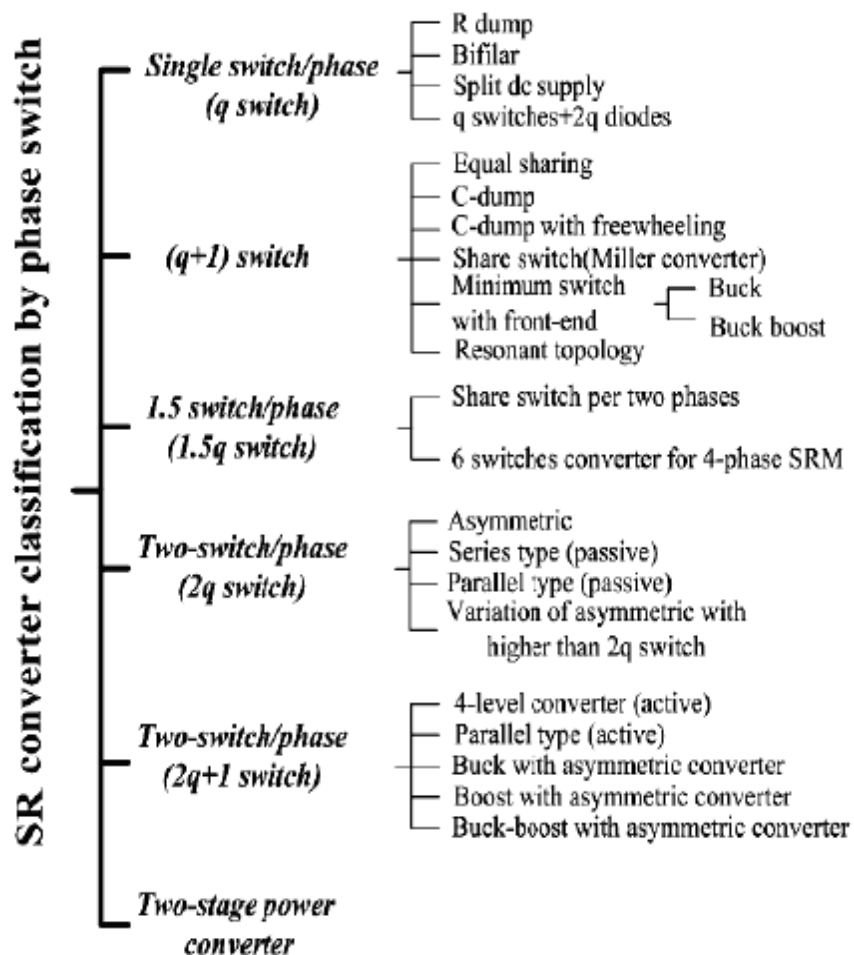 SR converter classification by phase switch
Single switch/phase
(q switch)
R dump
Bifilar
Split dc supply
q switches+2q diodes
(q+1) switch
Equal sharing
C-dump
C-dump with freewheeling
Share switch(Miller converter)
Minimum switch
with front-end
Buck
Buck boost
Resonant topology
1.5 switch/phase
(1.5q switch)
Share switch per two phases
6 switches converter for 4-phase SRM
Two-switch/phase
(2q switch)
Asymmetric
Series type (passive)
Parallel type (passive)
Variation of asymmetric with
higher than 2q switch
Two-switch/phase
(2q+1 switch)
4-level converter (active)
Parallel type (active)
Buck with asymmetric converter
Boost with asymmetric converter
Buck-boost with asymmetric converter
Two-stage power
converter